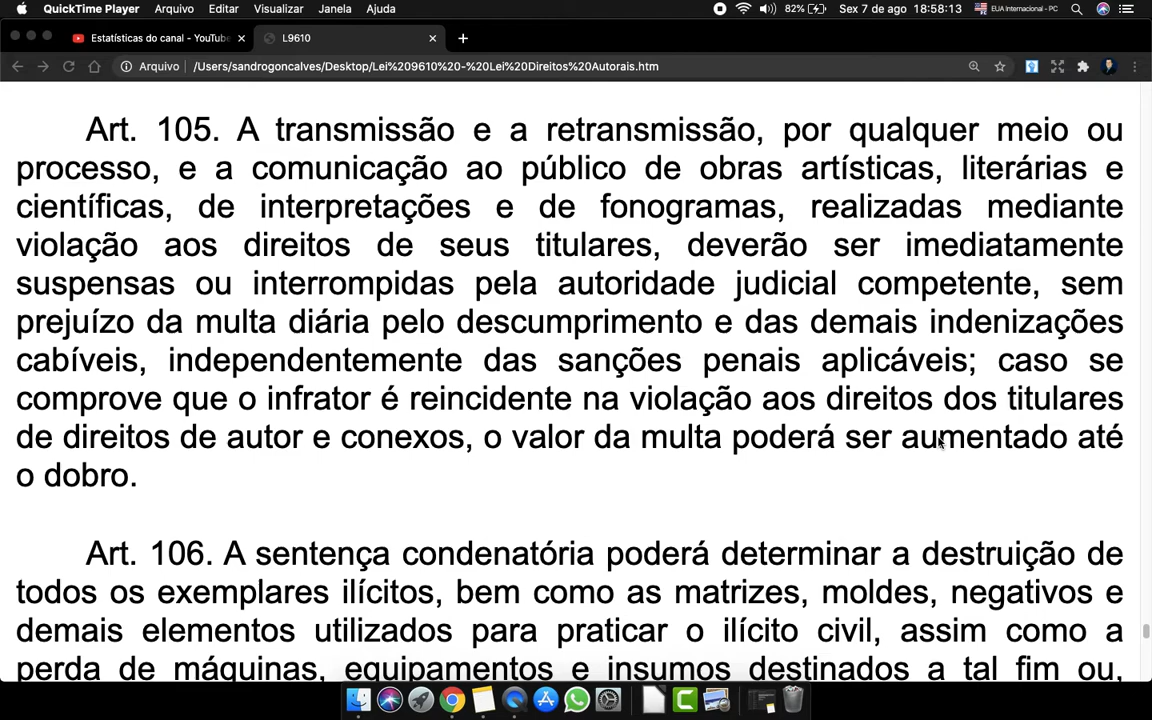 QuickTime Player Arquivo Editar Visualizar Janela Ajuda 82% Sex 7 de ago 18:58:13 EUA Internacional - PC
Estatísticas do canal - YouTube L9610
Arquivo /Users/sandrogoncalves/Desktop/Lei%209610%20-%20Lei%20Direitos%20Autorais.htm
Art. 105. A transmissão e a retransmissão, por qualquer meio ou
processo, e a comunicação ao público de obras artísticas, literárias e
científicas, de interpretações e de fonogramas, realizadas mediante
violação aos direitos de seus titulares, deverão ser imediatamente
suspensas ou interrompidas pela autoridade judicial competente, sem
prejuízo da multa diária pelo descumprimento e das demais indenizações
cabíveis, independentemente das sanções penais aplicáveis; caso se
comprove que o infrator é reincidente na violação aos direitos dos titulares
de direitos de autor e conexos, o valor da multa poderá ser aumentado até
o dobro.
Art. 106. A sentença condenatória poderá determinar a destruição de
todos os exemplares ilícitos, bem como as matrizes, moldes, negativos e
demais elementos utilizados para praticar o ilícito civil, assim como a
perda de máquinas, equipamentos e insumos destinados a tal fim ou,